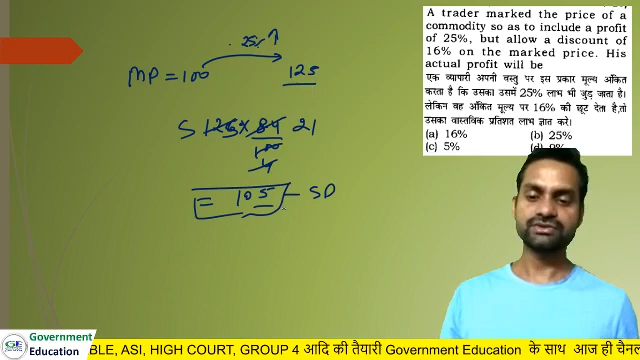 A trader marked the price of a
commodity so as to include a profit
of 25%, but allow a discount of
16% on the marked price. His
actual profit will be
एक व्यापारी अपनी वस्तु पर इस प्रकार मूल्य अंकित
करता है कि उसका उसमें 25% लाभ भी जुड़ जाता है।
लेकिन वह अंकित मूल्य पर 16% की छूट देता है,तो
उसका वास्तविक प्रतिशत लाभ ज्ञात करे।
(a) 16% (b) 25%
(c) 5% (d) 9%
25% ↑
MP = 100 125
5 125 × 84 21
100
4
= 105 - SP
Government
Education
ABLE, ASI, HIGH COURT, GROUP 4 आदि की तैयारी Government Education के साथ आज ही चैनल